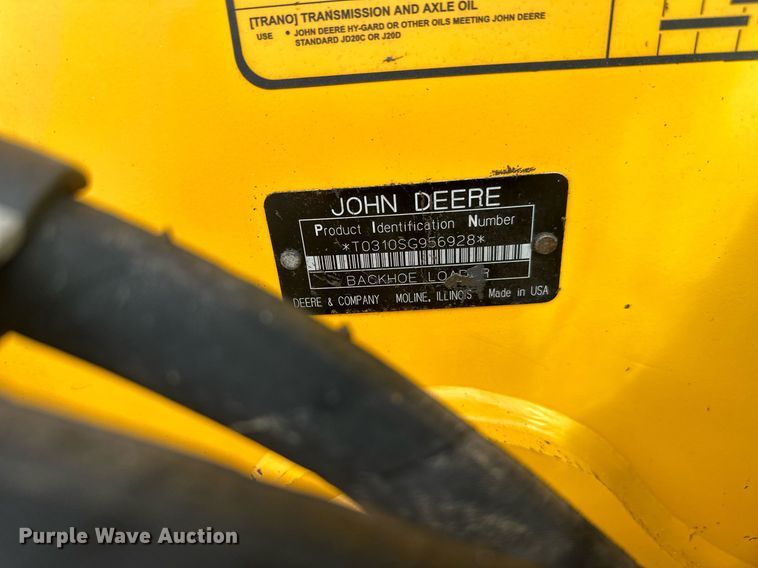 [TRANO] TRANSMISSION AND AXLE OIL
USE • JOHN DEERE HY-GARD OR OTHER OILS MEETING JOHN DEERE
STANDARD JD20C OR J20D
JOHN DEERE
Product Identification Number
*T0310SG956928*
BACKHOE LOADER
DEERE & COMPANY MOLINE, ILLINOIS Made in USA
Purple Wave Auction